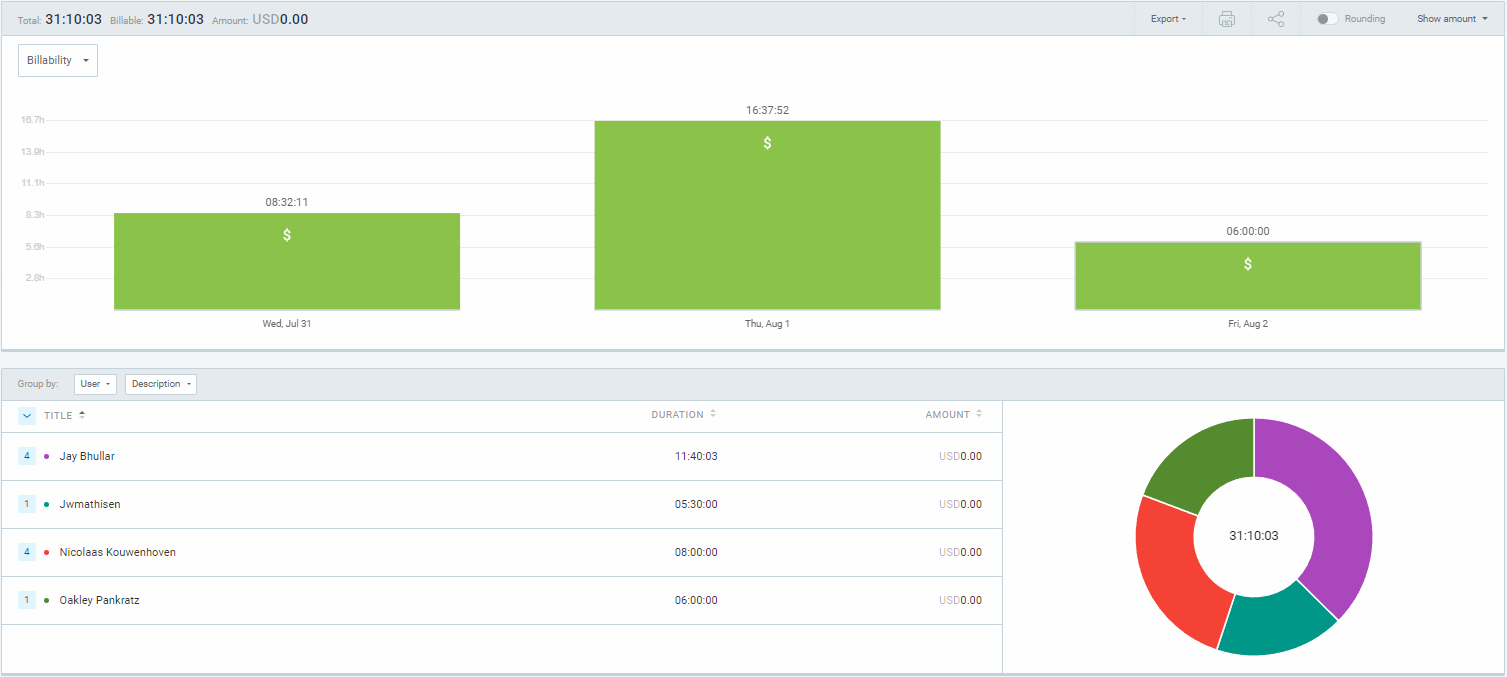 Total: 31:10:03 Billable: 31:10:03 Amount: USD0.00 Export Rounding Show amount
Billability
16:37:52
16.7h
$
13.9h
11.1h
08:32:11
8.3h
$
06:00:00
5.6h
$
2.8h
Wed, Jul 31 Thu, Aug 1 Fri, Aug 2
Group by: User Description
TITLE DURATION AMOUNT
4 Jay Bhullar 11:40:03 USD0.00
1 Jwmathisen 05:30:00 USD0.00
4 Nicolaas Kouwenhoven 08:00:00 USD0.00
1 Oakley Pankratz 06:00:00 USD0.00
31:10:03